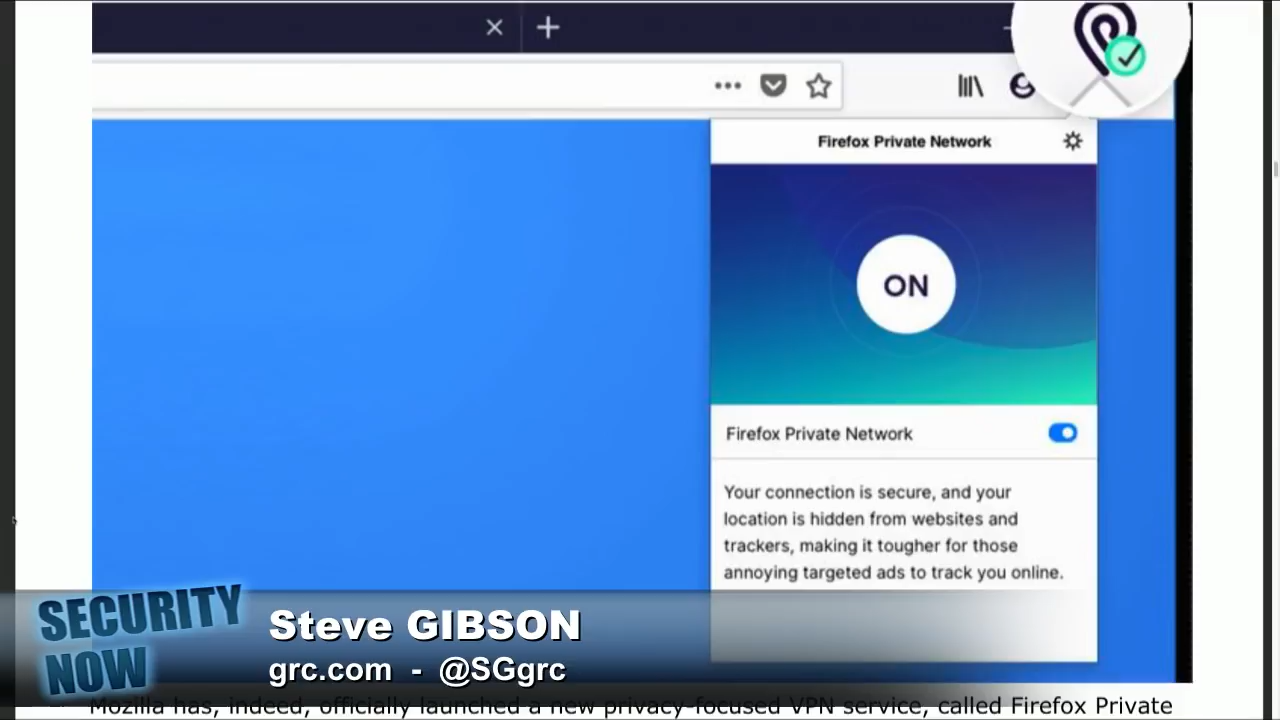 Firefox Private Network
ON
Firefox Private Network
Your connection is secure, and your
location is hidden from websites and
trackers, making it tougher for those
annoying targeted ads to track you online.
SECURITY
NOW
Steve GIBSON
grc.com - @SGgrc
Mozilla has, indeed, officially launched a new privacy-focused VPN service, called Firefox Private